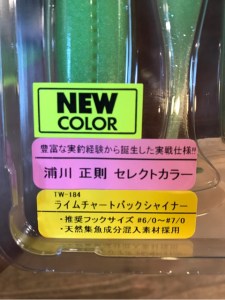 NEW
COLOR
豊富な実釣経験から誕生した実戦仕様!!
浦川 正則 セレクトカラー
TW-184
ライムチャートバックシャイナー
・推奨フックサイズ #6/0~#7/0
・天然集魚成分混入素材採用